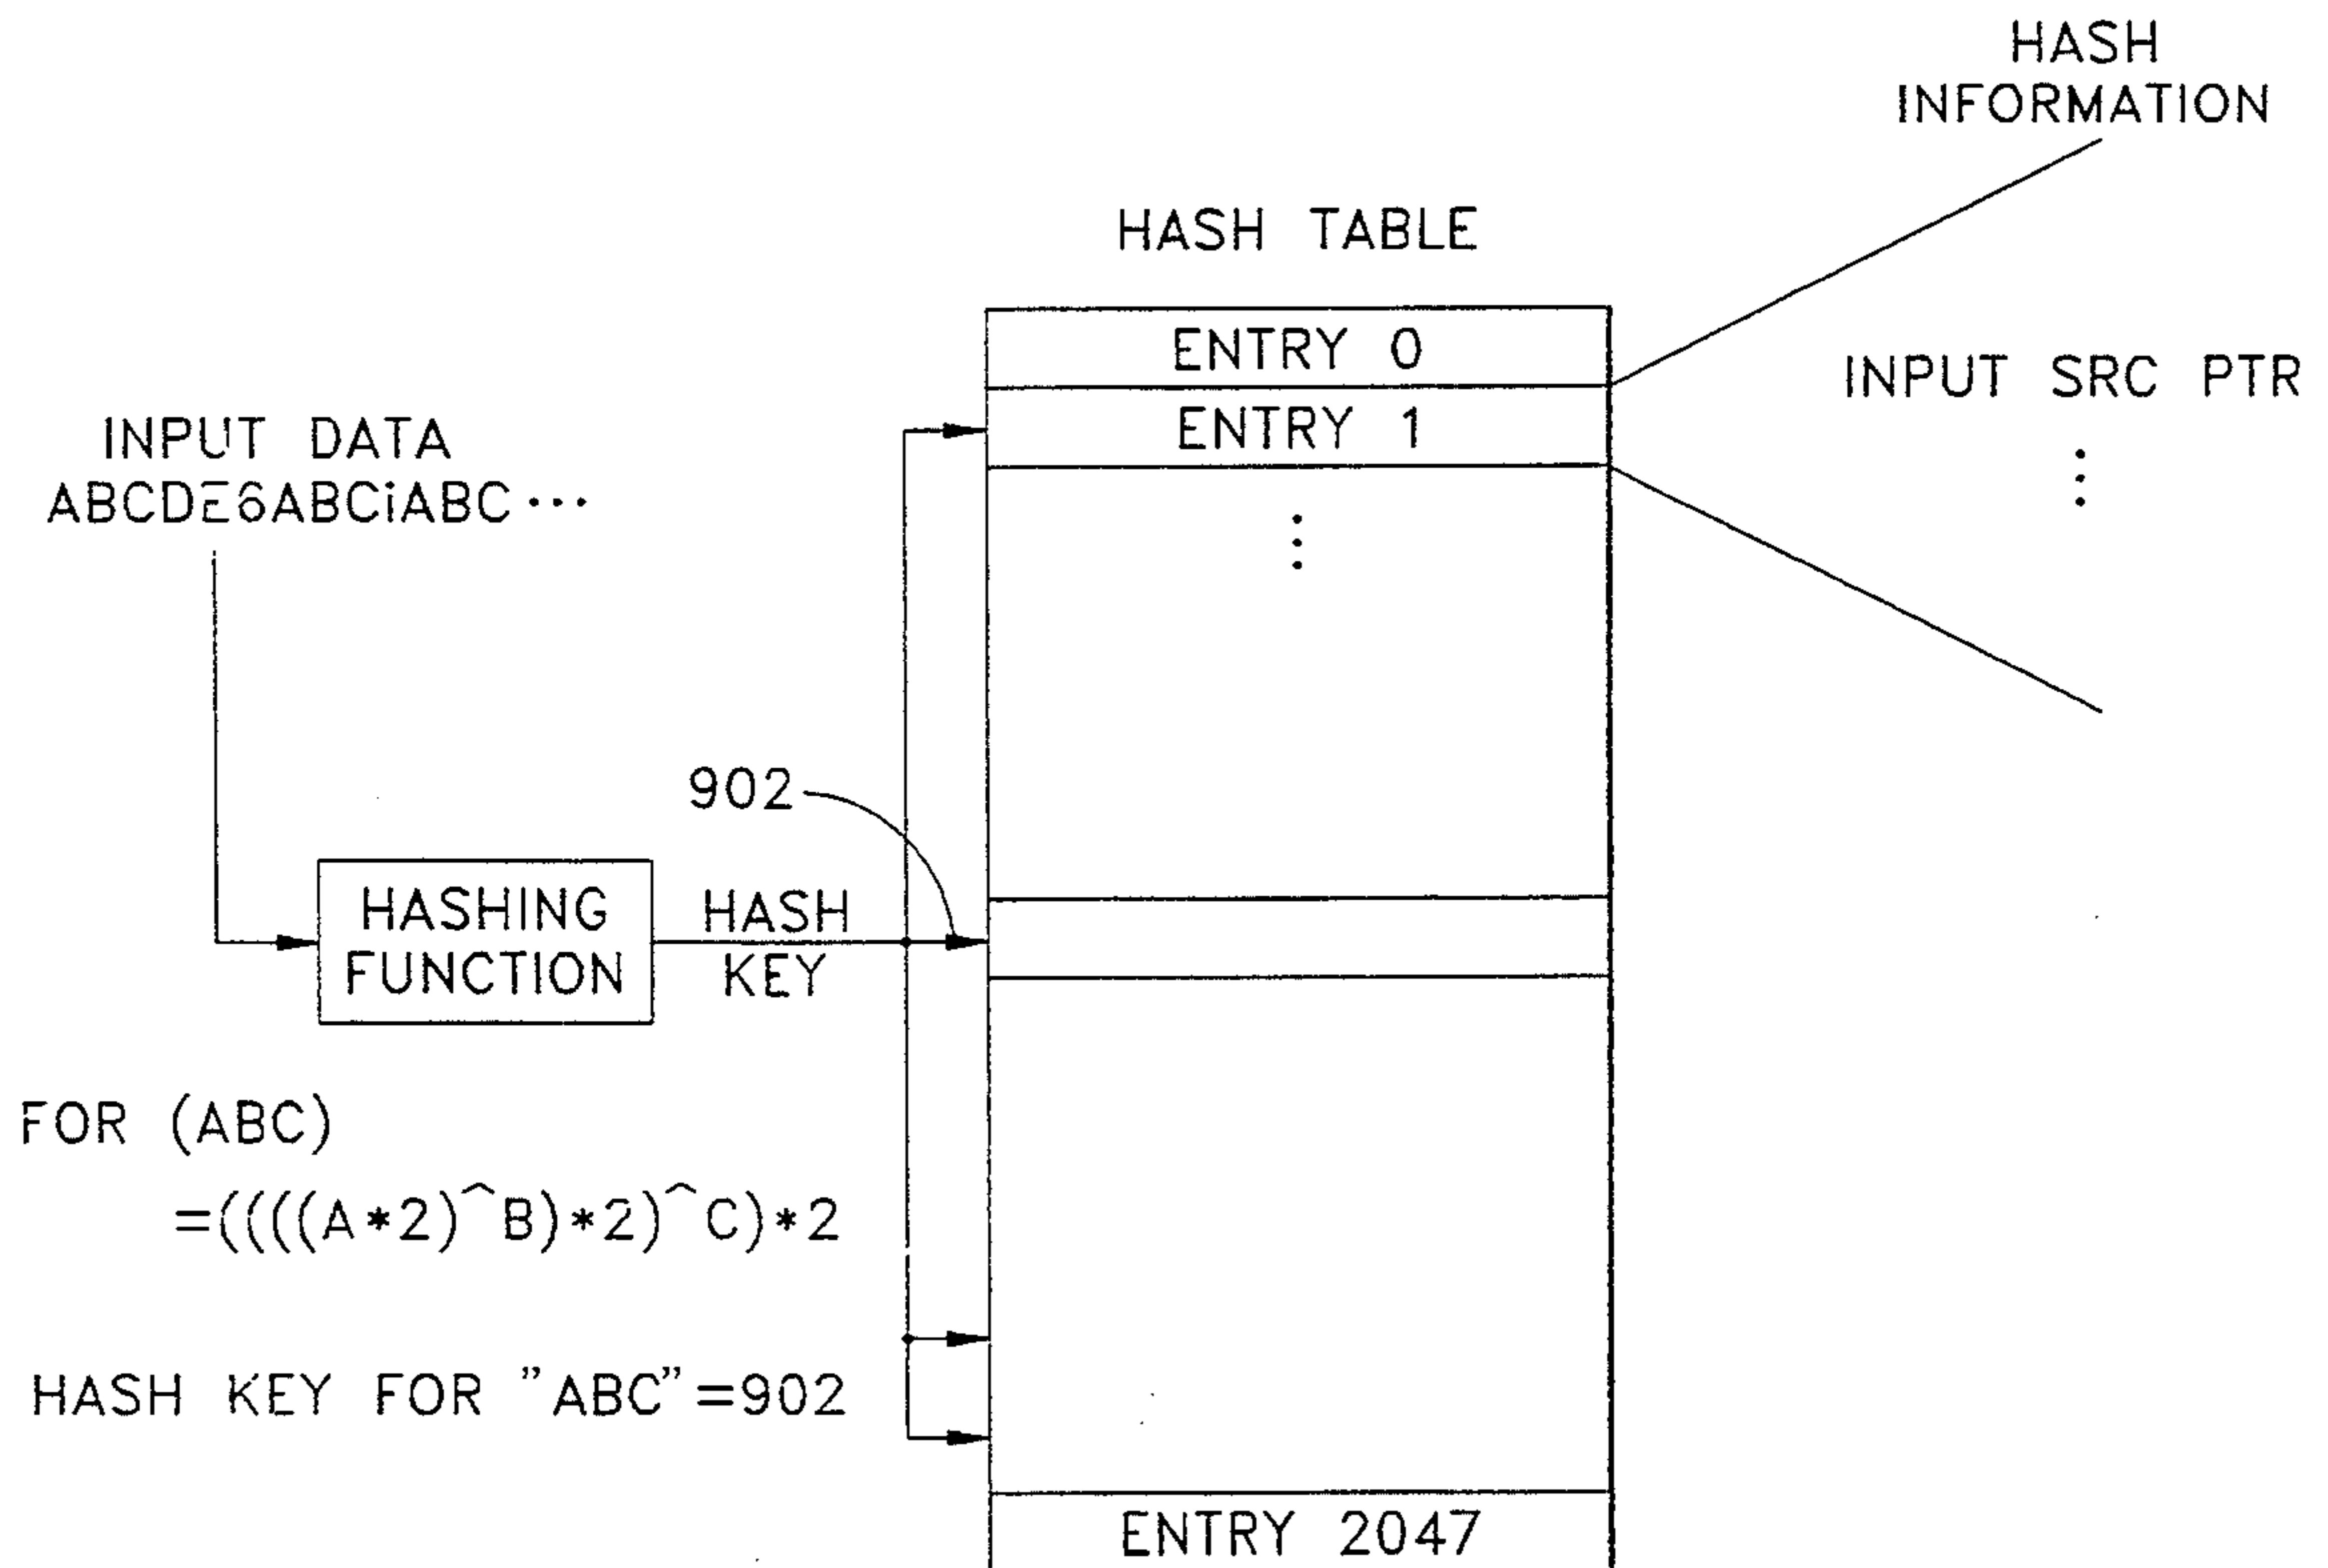 HASH
INFORMATION
HASH TABLE
ENTRY 0
INPUT SRC PTR
ENTRY 1
INPUT DATA
ABCDE6ABCiABC...
902
HASHING
FUNCTION
HASH
KEY
FOR (ABC)
=((((A*2)^B)*2)^C)*2
HASH KEY FOR "ABC"=902
ENTRY 2047